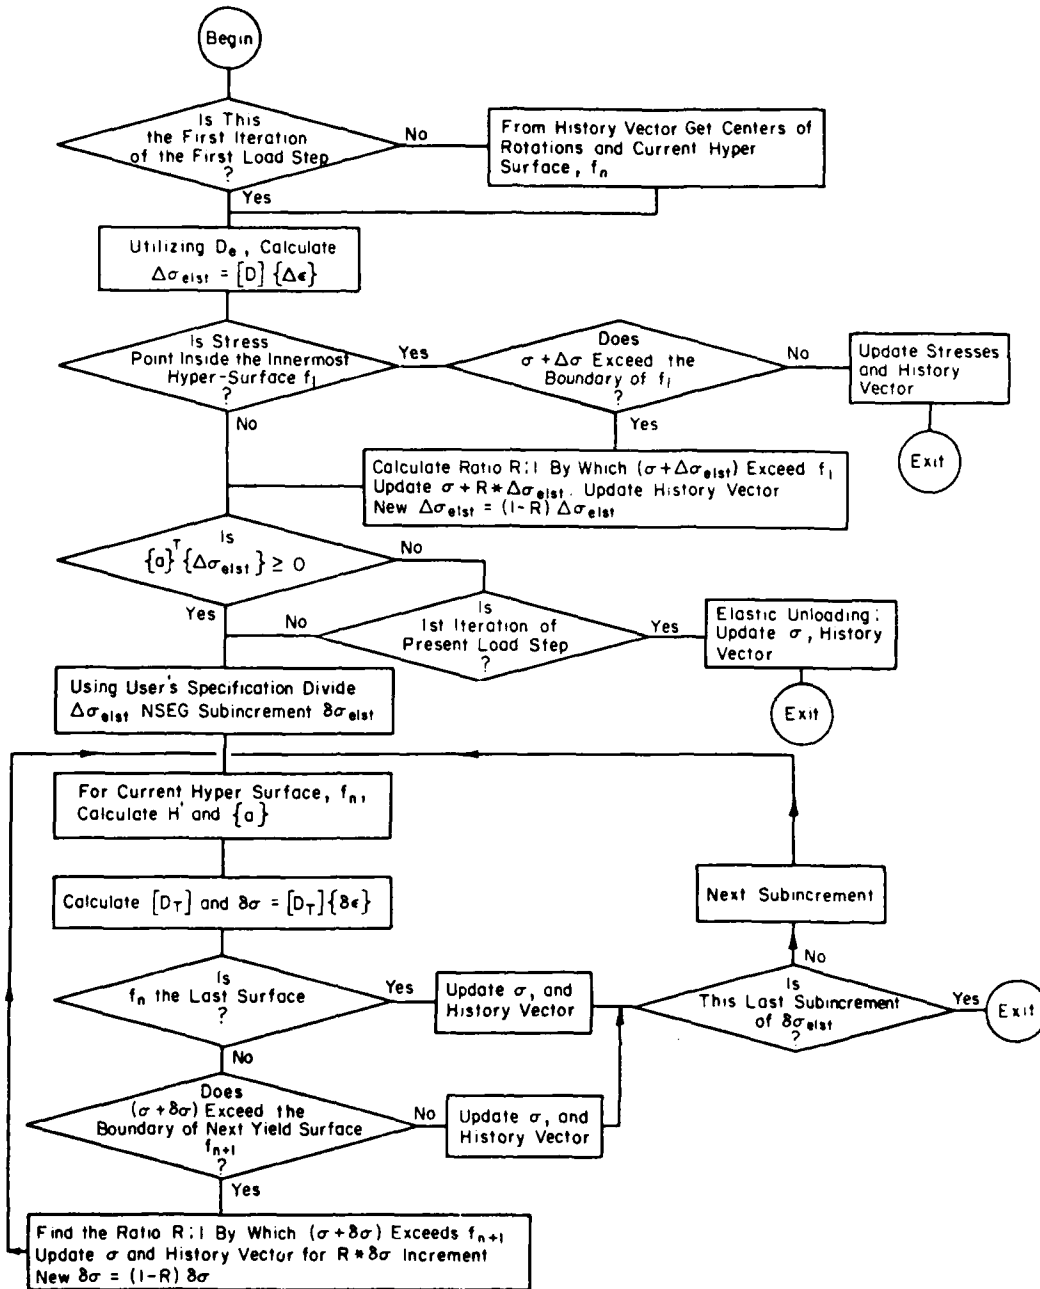 Begin
Is This
the First Iteration
of the First Load Step
?
No
From History Vector Get Centers of
Rotations and Current Hyper
Surface, fn
Yes
Utilizing De, Calculate
Δσelst = [D] {Δϵ}
Is Stress
Point Inside the Innermost
Hyper-Surface f1
?
Yes
Does
σ + Δσ Exceed the
Boundary of f1
?
No
Update Stresses
and History
Vector
Exit
No
Yes
Calculate Ratio R:1 By Which (σ+Δσelst) Exceed f1
Update σ + R*Δσelst. Update History Vector
New Δσelst = (1-R) Δσelst
Is
{a}T {Δσelst} ≥ 0
No
Yes
Is
1st Iteration of
Present Load Step
?
No
Yes
Elastic Unloading:
Update σ, History
Vector
Exit
Using User's Specification Divide
Δσelst NSEG Subincrement δσelst
For Current Hyper Surface, fn,
Calculate H' and {a}
Calculate [DT] and δσ = [DT]{δϵ}
Next Subincrement
No
Is
fn the Last Surface
?
Yes
Update σ, and
History Vector
Is
This Last Subincrement
of δσelst
?
Yes
Exit
No
Does
(σ+δσ) Exceed the
Boundary of Next Yield Surface
fn+1
?
No
Update σ, and
History Vector
Yes
Find the Ratio R:1 By Which (σ+δσ) Exceeds fn+1
Update σ and History Vector for R*δσ Increment
New δσ = (1-R) δσ